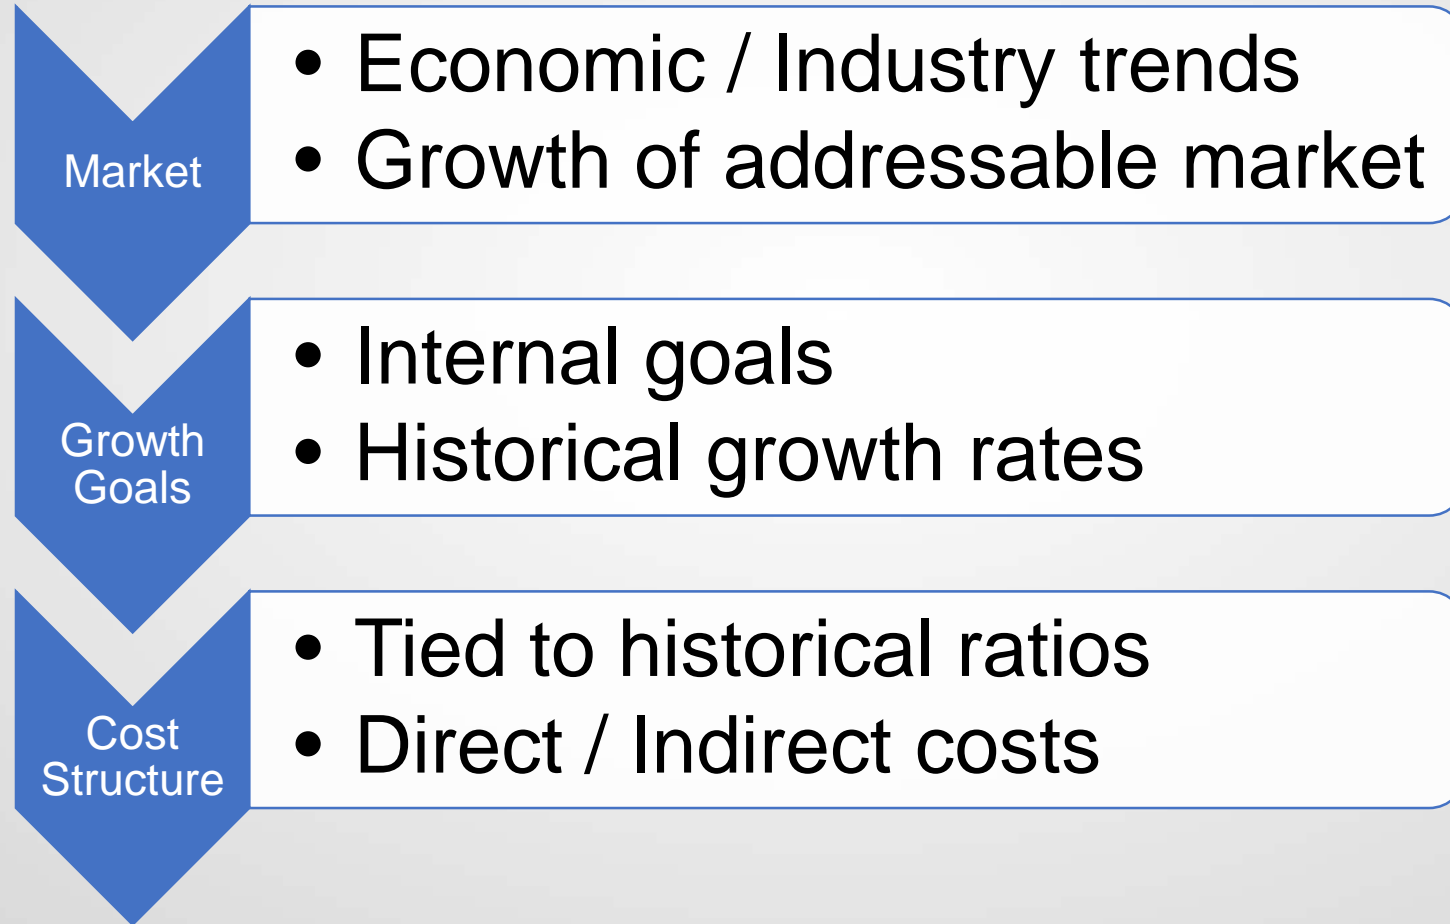 Market
• Economic / Industry trends
• Growth of addressable market
Growth
Goals
• Internal goals
• Historical growth rates
Cost
Structure
• Tied to historical ratios
• Direct / Indirect costs